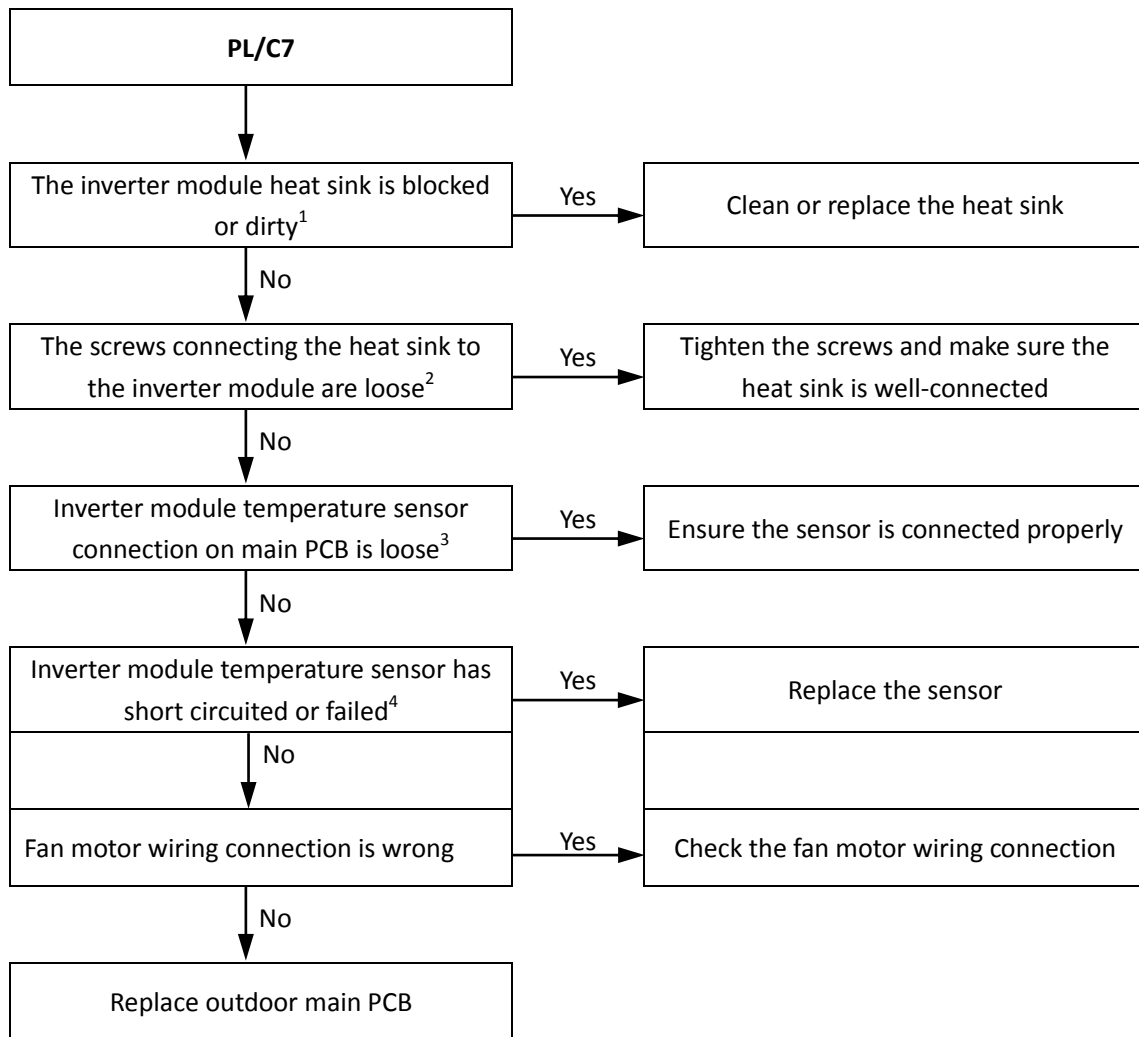 PL/C7
The inverter module heat sink is blocked
or dirty1
Yes
Clean or replace the heat sink
No
The screws connecting the heat sink to
the inverter module are loose2
Yes
Tighten the screws and make sure the
heat sink is well-connected
No
Inverter module temperature sensor
connection on main PCB is loose3
Yes
Ensure the sensor is connected properly
No
Inverter module temperature sensor has
short circuited or failed4
Yes
Replace the sensor
No
Fan motor wiring connection is wrong
Yes
Check the fan motor wiring connection
No
Replace outdoor main PCB